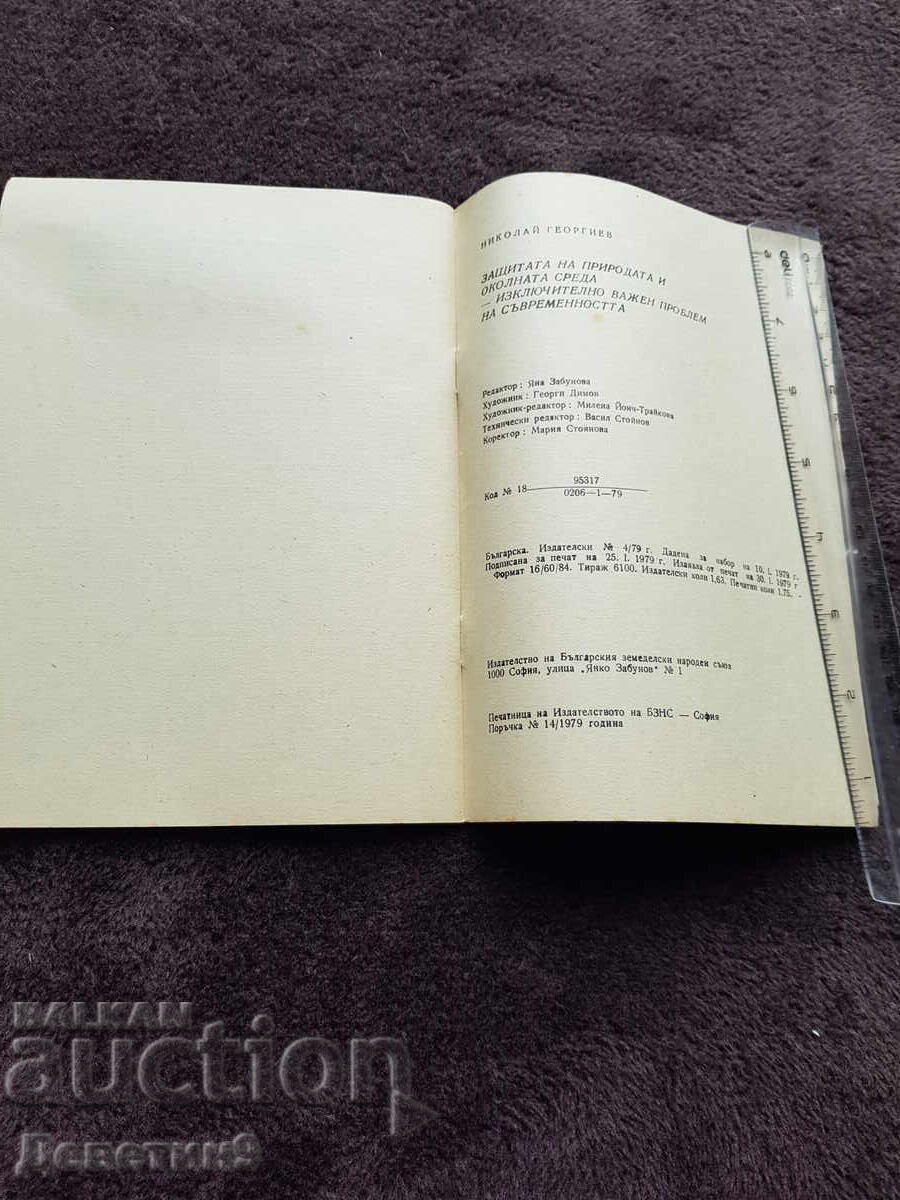 НИКОЛАЙ ГЕОРГИЕВ
ЗАЩИТАТА НА ПРИРОДАТА И
ОКОЛНАТА СРЕДА
— ИЗКЛЮЧИТЕЛНО ВАЖЕН ПРОБЛЕМ
НА СЪВРЕМЕННОСТТА
Редактор: Яна Забунова
Художник: Георги Димов
Художник-редактор: Милена Йоич-Трайкова
Технически редактор: Васил Стойнов
Коректор: Мария Стоянова
95317
Код № 18
0206—1—79
Българска. Издателски № 4/79 г. Дадена за набор на 10. I. 1979 г.
Подписана за печат на 25. I. 1979 г. Излязла от печат на 30. I. 1979 г
Формат 16/60/84. Тираж 6100. Издателски коли 1,63. Печатни коли 1,75.
Издателство на Българския земеделски народен съюз
1000 София, улица „Янко Забунов" № 1
Печатница на Издателството на БЗНС — София
Поръчка № 14/1979 година
deli
1
2
BALKAN
auction
Деветин9